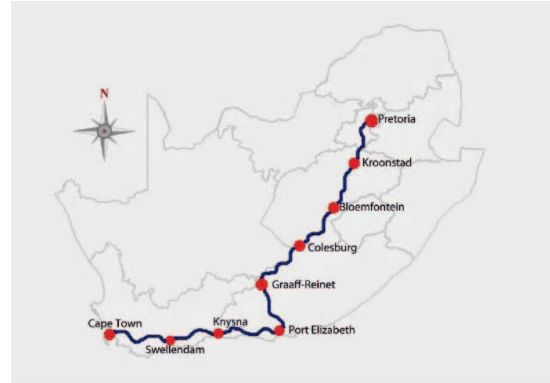 N
Pretoria
Kroonstad
Bloemfontein
Colesburg
Graaff-Reinet
Cape Town
Knysna
Port Elizabeth
Swellendam